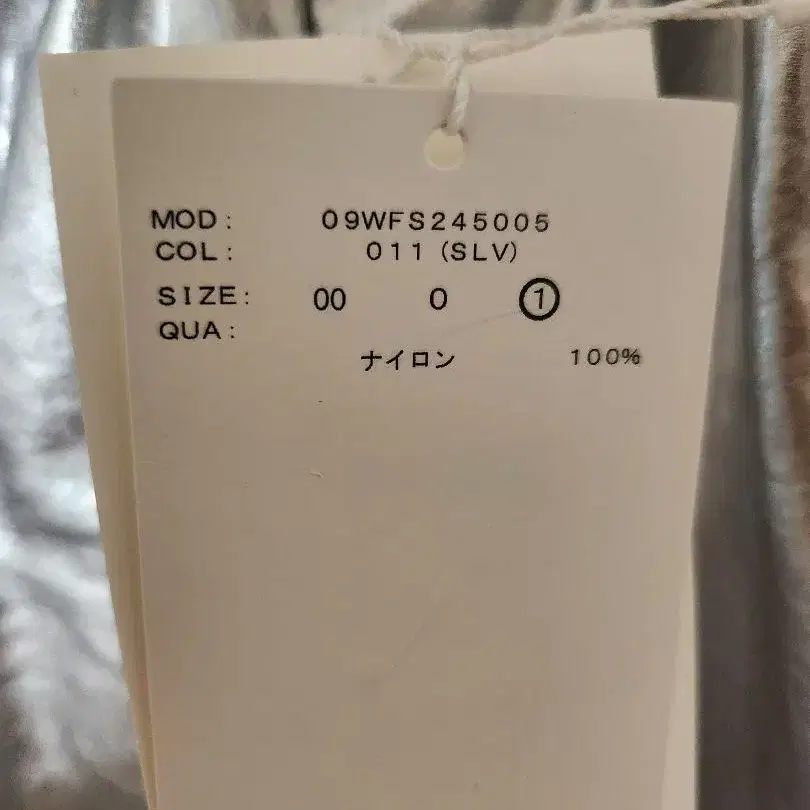 MOD: 09WFS245005
COL: 011 (SLV)
SIZE: 00 0 ①
QUA:
ナイロン 100%